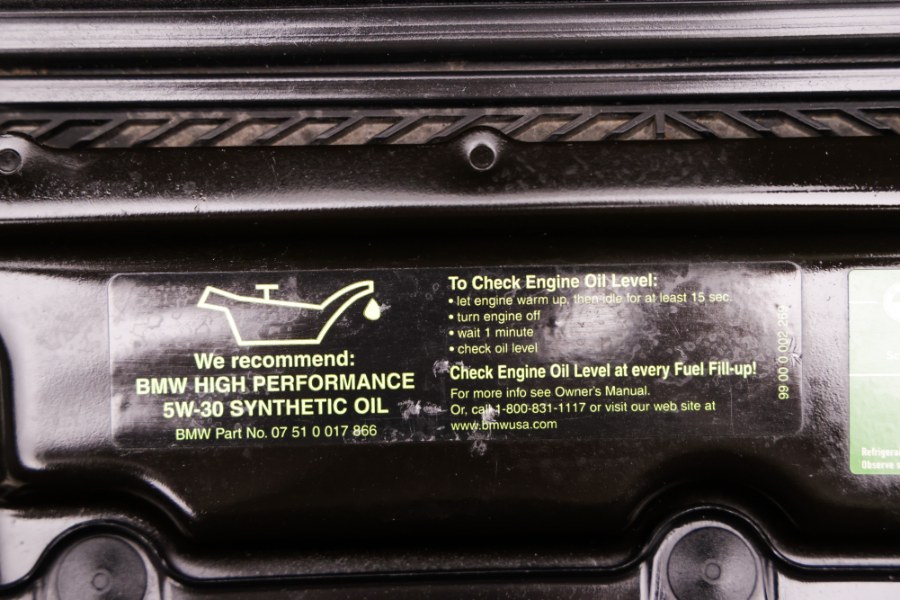 We recommend:
BMW HIGH PERFORMANCE
5W-30 SYNTHETIC OIL
BMW Part No. 07 51 0 017 866
To Check Engine Oil Level:
• let engine warm up, then idle for at least 15 sec.
• turn engine off
• wait 1 minute
• check oil level
Check Engine Oil Level at every Fuel Fill-up!
For more info see Owner's Manual.
Or, call 1-800-831-1117 or visit our web site at
www.bmwusa.com
Observe